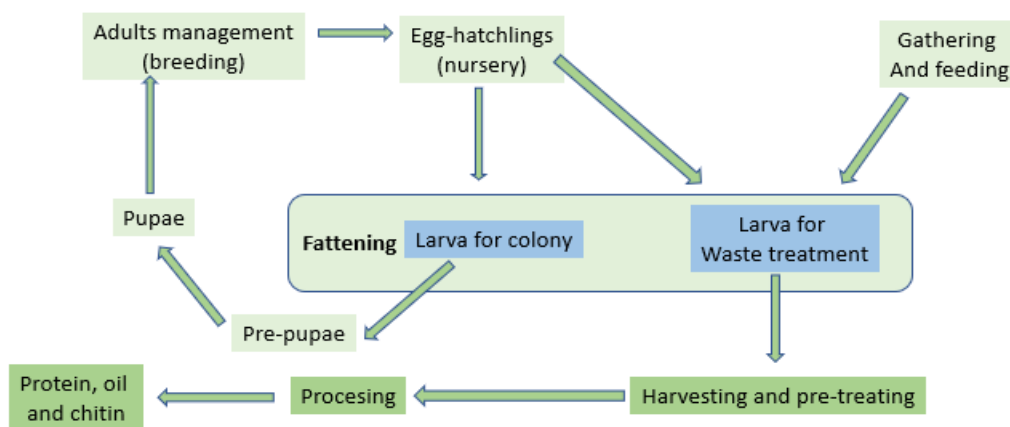 Adults management
(breeding)
Egg-hatchlings
(nursery)
Gathering
And feeding
Pupae
Fattening
Larva for colony
Larva for
Waste treatment
Pre-pupae
Protein, oil
and chitin
Procesing
Harvesting and pre-treating